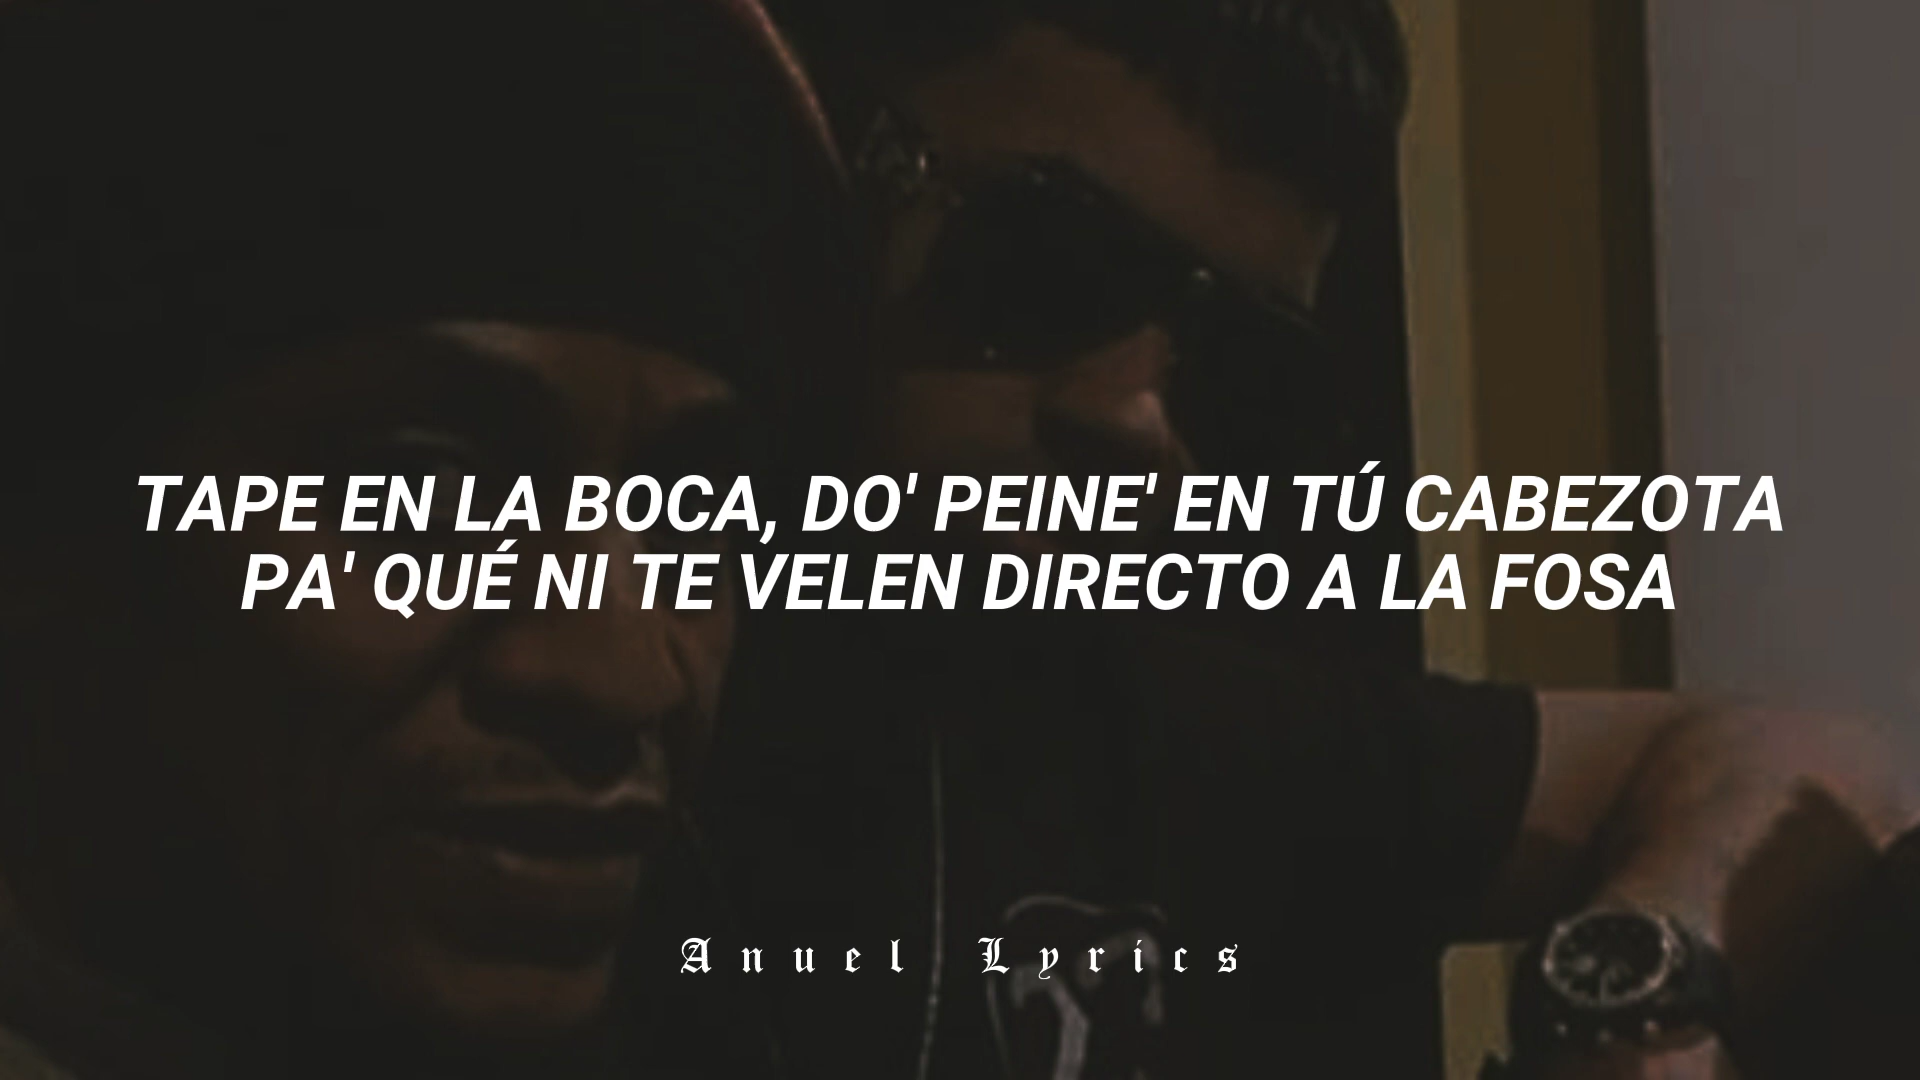 TAPE EN LA BOCA, DO' PEINE' EN TÚ CABEZOTA
PA' QUÉ NI TE VELEN DIRECTO A LA FOSA
Anuel Lyrics